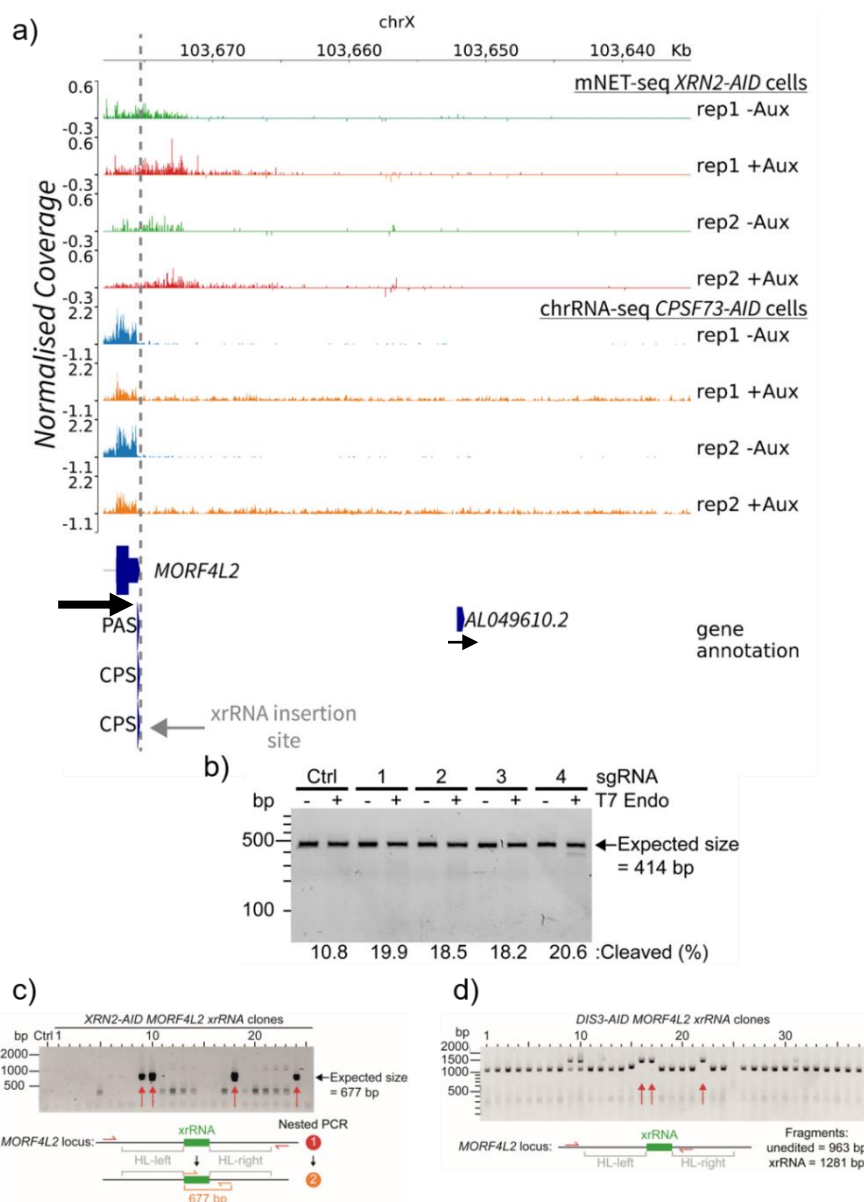 a)
chrX
103,670 103,660 103,650 103,640 Kb
mNET-seq XRN2-AID cells
Normalised Coverage
0.6
-0.3
rep1 -Aux
0.6
-0.3
rep1 +Aux
0.6
-0.3
rep2 -Aux
0.6
-0.3
rep2 +Aux
chrRNA-seq CPSF73-AID cells
2.2
-1.1
rep1 -Aux
2.2
-1.1
rep1 +Aux
2.2
-1.1
rep2 -Aux
2.2
-1.1
rep2 +Aux
MORF4L2
PAS
AL049610.2
gene
annotation
CPS
CPS
xrRNA insertion
site
b)
Ctrl 1 2 3 4 sgRNA
bp - + - + - + - + - + T7 Endo
500
Expected size
= 414 bp
100
10.8 19.9 18.5 18.2 20.6 :Cleaved (%)
c)
XRN2-AID MORF4L2 xrRNA clones
bp Ctrl 1 10 20
2000
1000
500
Expected size
= 677 bp
xrRNA
Nested PCR
MORF4L2 locus:
1
HL-left HL-right
2
677 bp
d)
DIS3-AID MORF4L2 xrRNA clones
bp 1 10 20 30
2000
1500
1000
500
xrRNA
MORF4L2 locus:
HL-left HL-right
Fragments:
unedited = 963 bp
xrRNA = 1281 bp